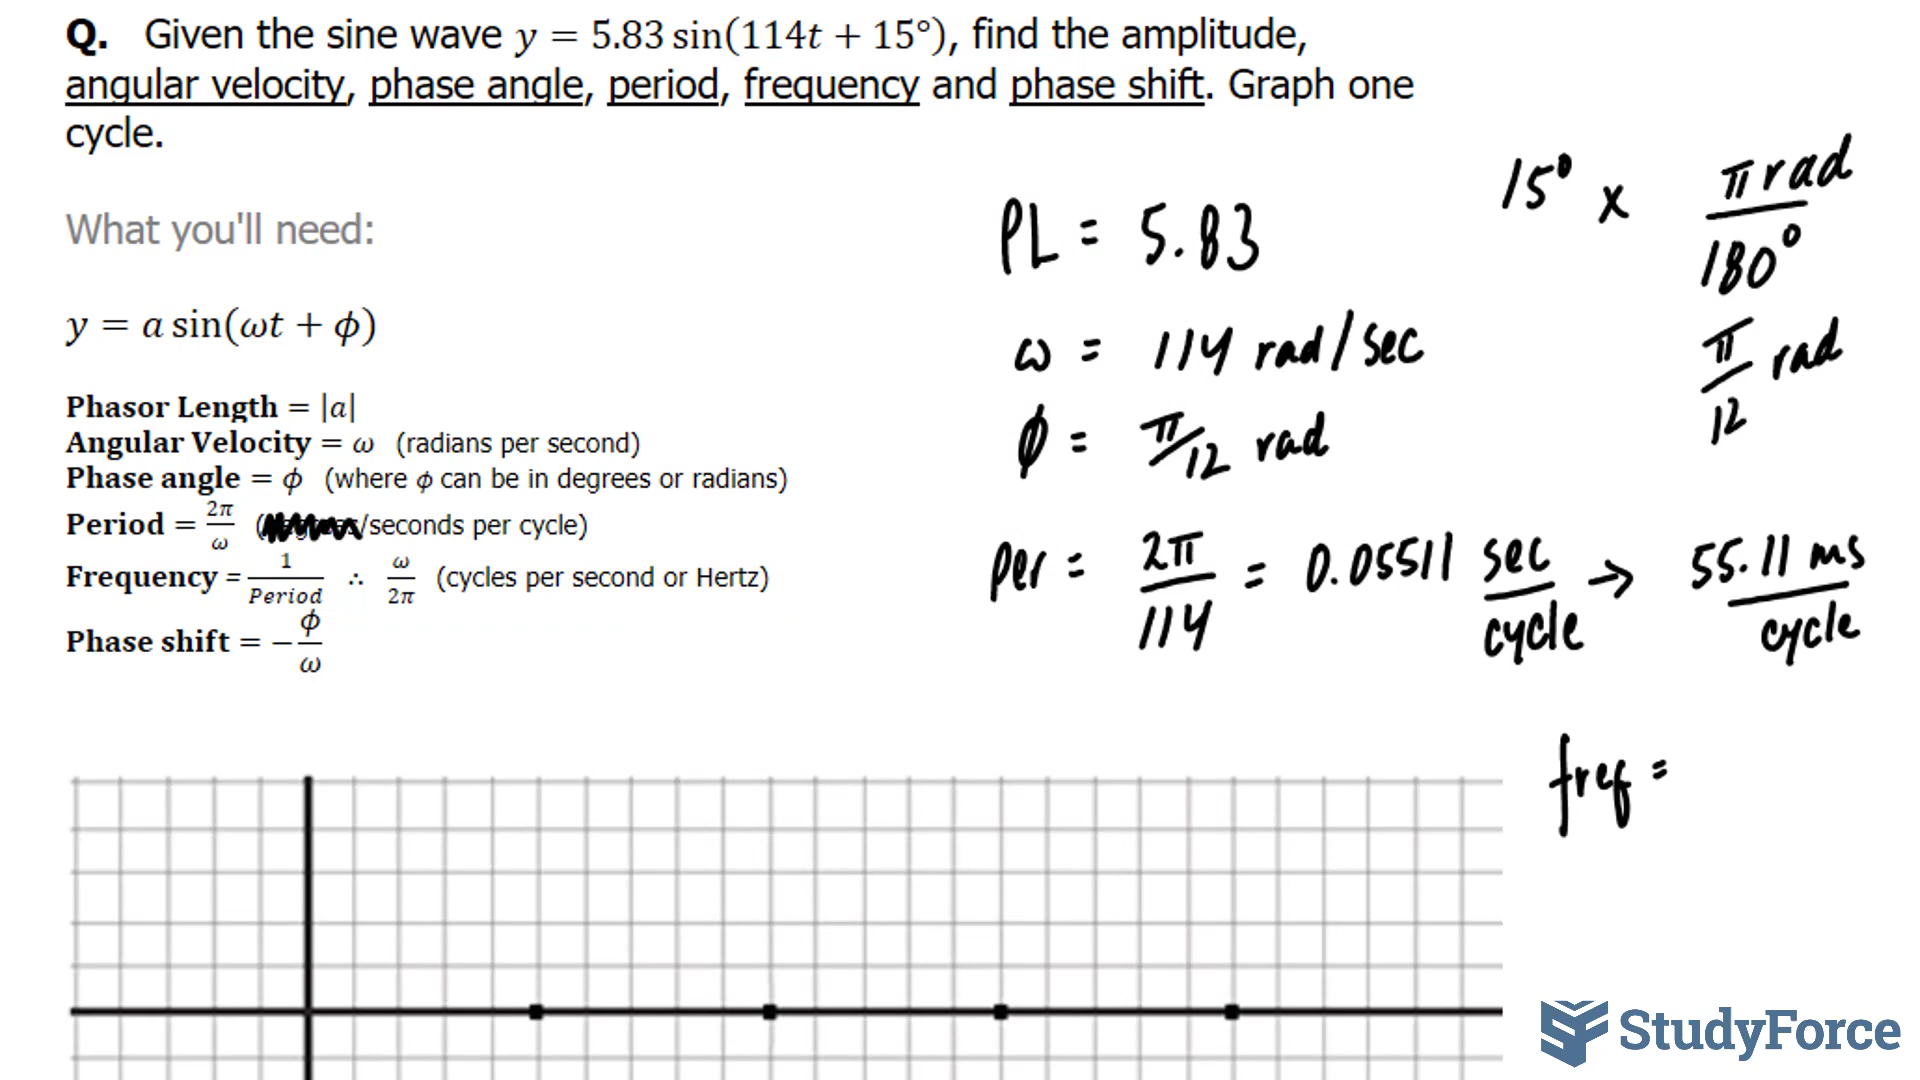 Q. Given the sine wave y = 5.83 sin(114t + 15°), find the amplitude,
angular velocity, phase angle, period, frequency and phase shift. Graph one
cycle.
What you'll need:
y = a sin(ωt + ϕ)
Phasor Length = |a|
Angular Velocity = ω (radians per second)
Phase angle = ϕ (where ϕ can be in degrees or radians)
Period = 2π/ω (/seconds per cycle)
Frequency = 1/Period ∴ ω/2π (cycles per second or Hertz)
Phase shift = −ϕ/ω
PL = 5.83
ω = 114 rad/sec
ϕ = π/12 rad
Per = 2π/114 = 0.05511 sec/cycle → 55.11 ms/cycle
15° x π rad/180°
π/12 rad
freq =
StudyForce